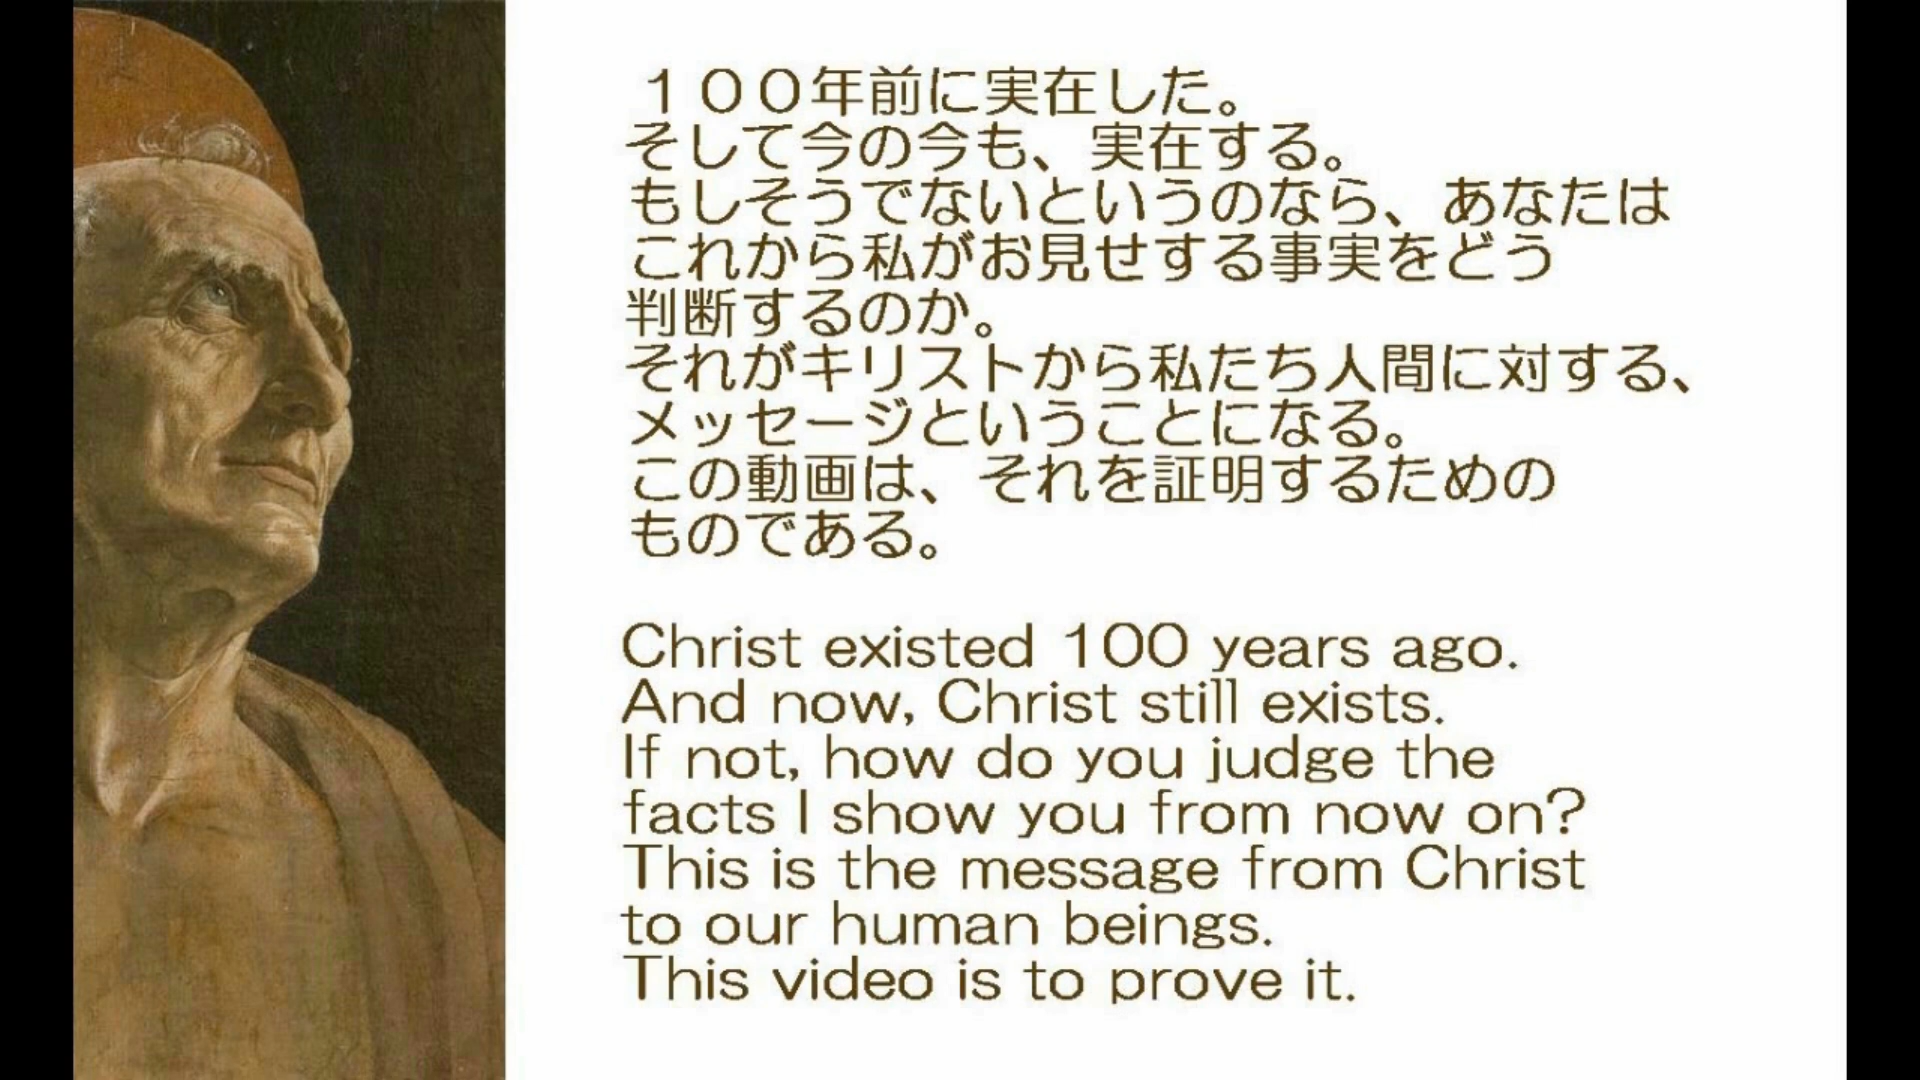 １００年前に実在した。
そして今の今も、実在する。
もしそうでないというのなら、あなたは
これから私がお見せする事実をどう
判断するのか。
それがキリストから私たち人間に対する、
メッセージということになる。
この動画は、それを証明するための
ものである。
Christ existed 100 years ago.
And now, Christ still exists.
If not, how do you judge the
facts I show you from now on?
This is the message from Christ
to our human beings.
This video is to prove it.